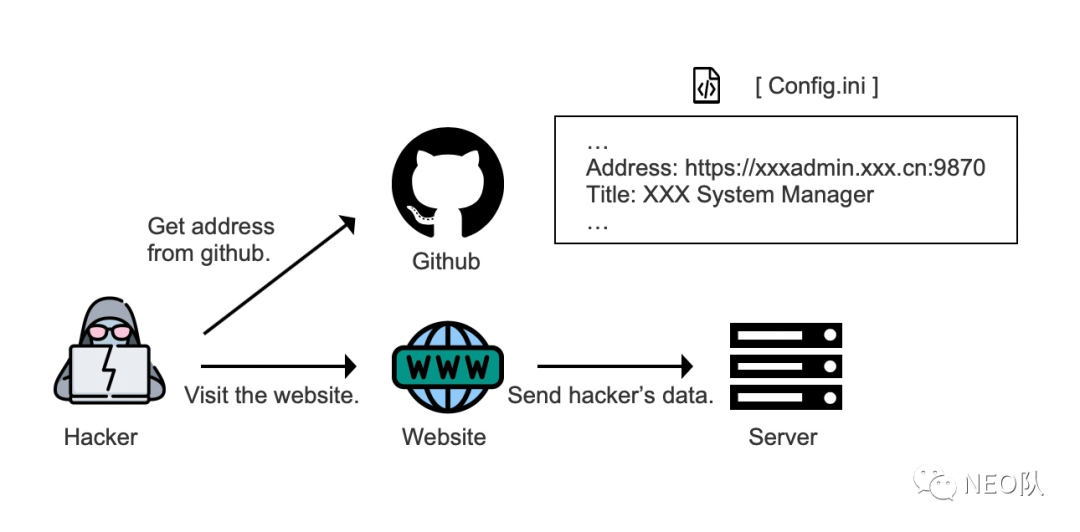 [ Config.ini ]
…
Address: https://xxxadmin.xxx.cn:9870
Title: XXX System Manager
…
Get address
from github.
Github
WWW
Visit the website.
Send hacker’s data.
Hacker
Website
Server
NEO队